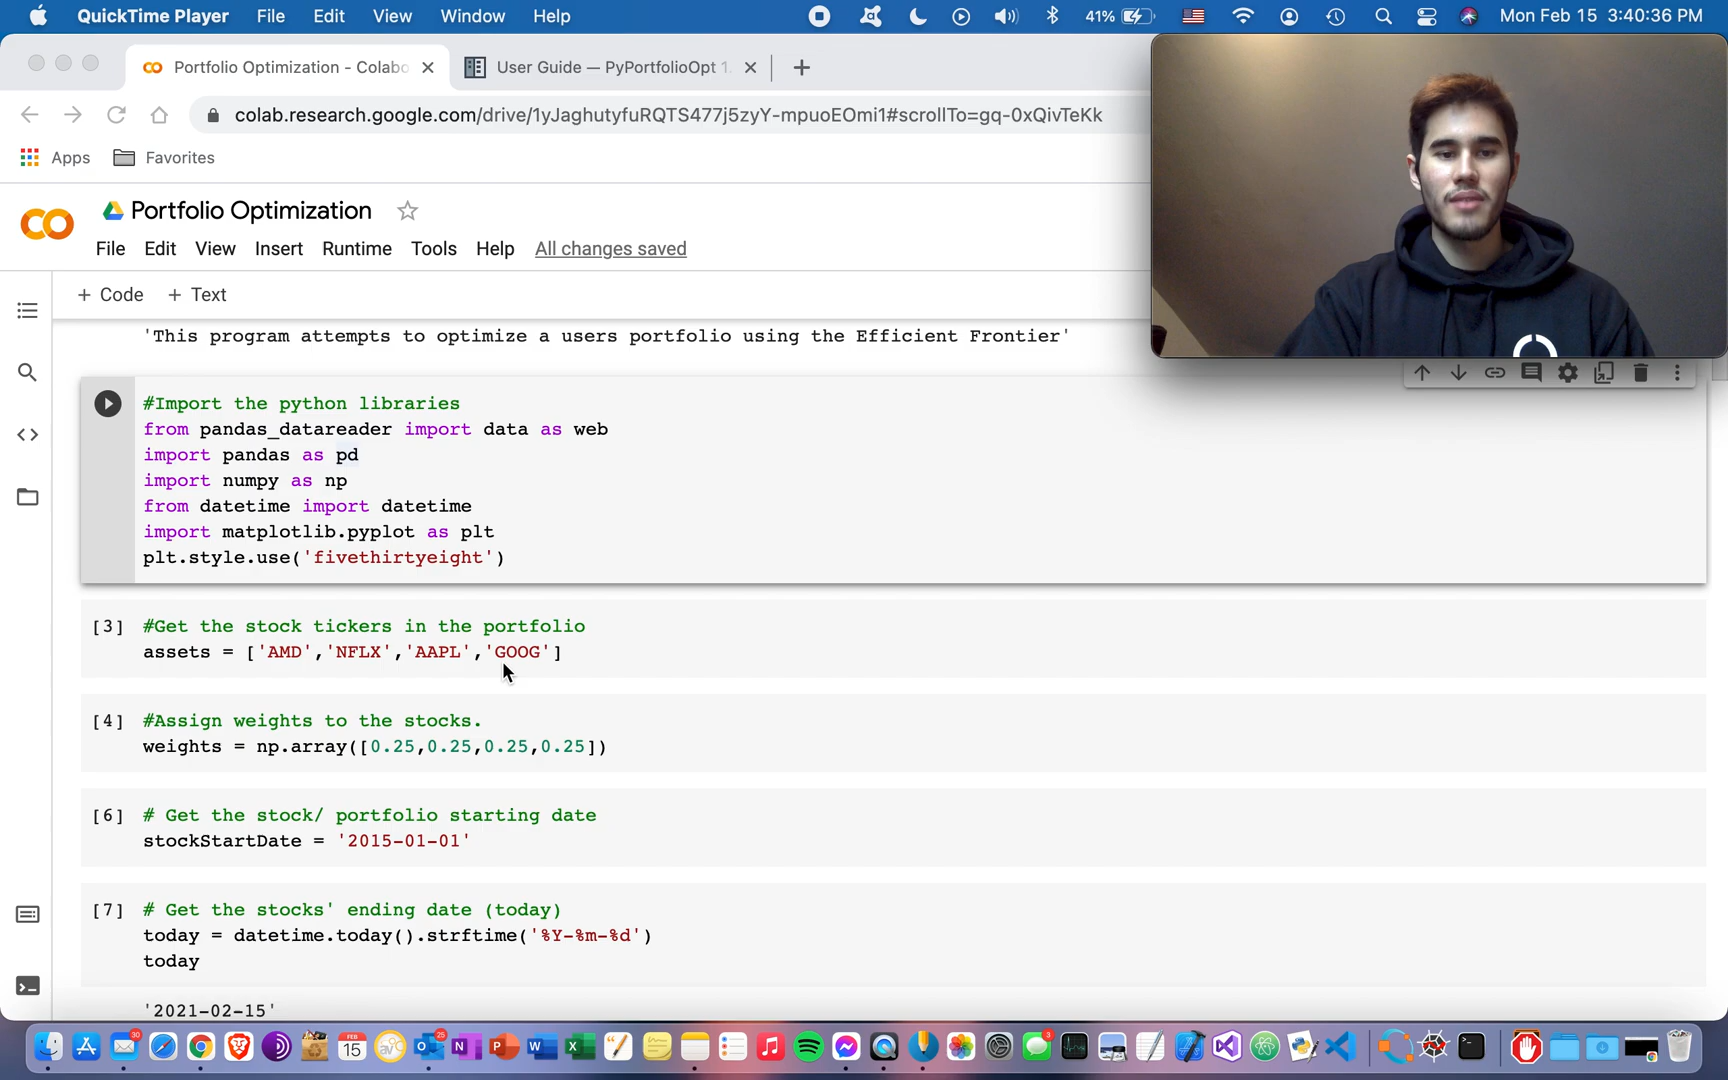 QuickTime Player File Edit View Window Help 41% Mon Feb 15 3:40:36 PM
Portfolio Optimization - Colabo User Guide — PyPortfolioOpt 1.
colab.research.google.com/drive/1yJaghutyfuRQTS477j5zyY-mpuoEOmi1#scrollTo=gq-0xQivTeKk
Apps Favorites
Portfolio Optimization
File Edit View Insert Runtime Tools Help All changes saved
+ Code + Text
'This program attempts to optimize a users portfolio using the Efficient Frontier'
#Import the python libraries
from pandas_datareader import data as web
import pandas as pd
import numpy as np
from datetime import datetime
import matplotlib.pyplot as plt
plt.style.use('fivethirtyeight')
[3] #Get the stock tickers in the portfolio
assets = ['AMD','NFLX','AAPL','GOOG']
[4] #Assign weights to the stocks.
weights = np.array([0.25,0.25,0.25,0.25])
[6] # Get the stock/ portfolio starting date
stockStartDate = '2015-01-01'
[7] # Get the stocks' ending date (today)
today = datetime.today().strftime('%Y-%m-%d')
today
'2021-02-15'
30 FEB 15 25 3